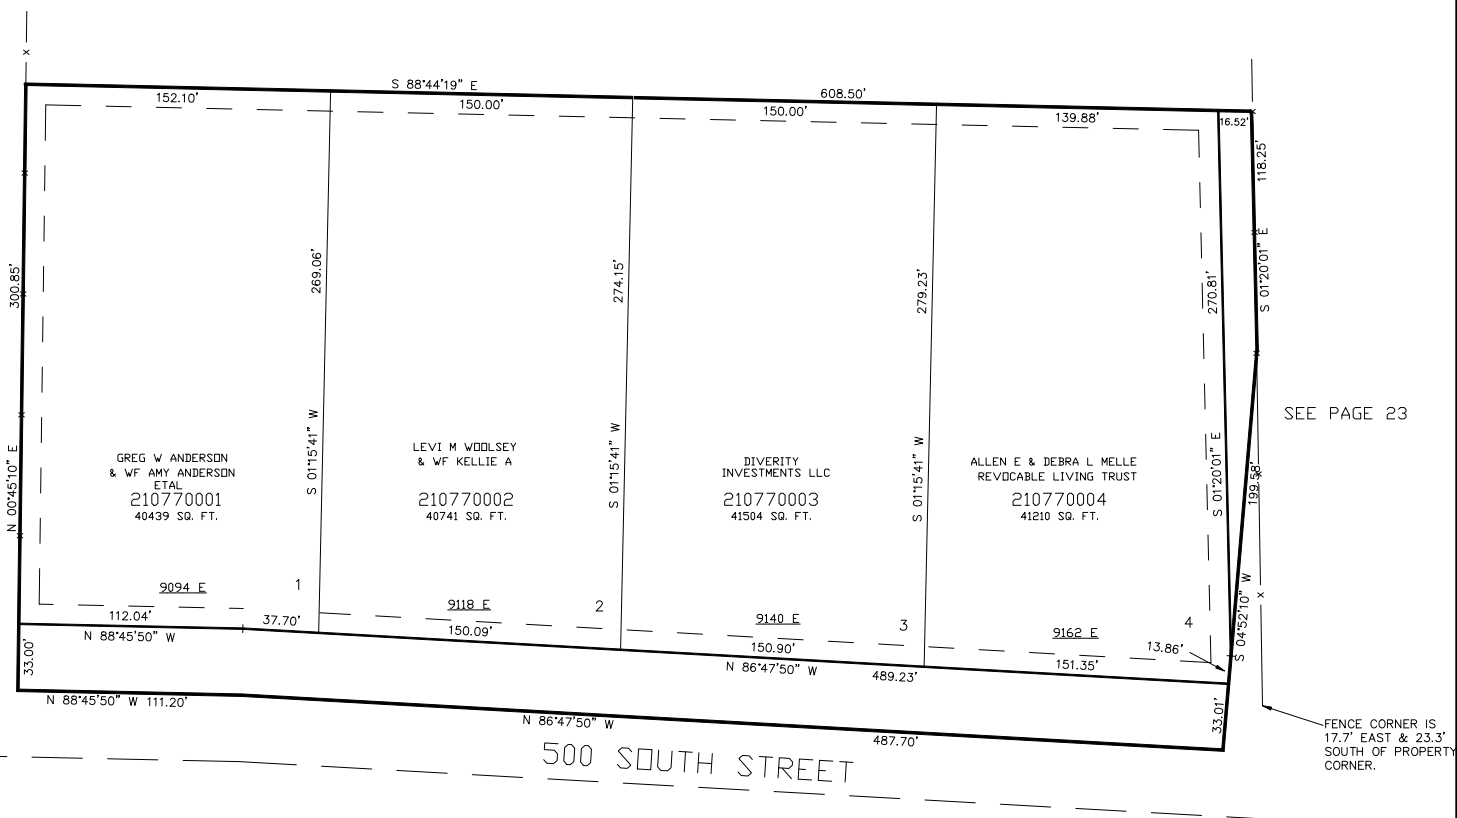 S 88°44'19" E
608.50'
152.10'
150.00'
150.00'
139.88'
16.52'
118.25'
S 01°20'01" E
300.85'
N 00°45'10" E
269.06'
S 01°15'41" W
274.15'
S 01°15'41" W
279.23'
S 01°15'41" W
270.81'
S 01°20'01" E
199.58'
S 04°52'10" W
SEE PAGE 23
GREG W ANDERSON
& WF AMY ANDERSON
ETAL
210770001
40439 SQ. FT.
LEVI M WOOLSEY
& WF KELLIE A
210770002
40741 SQ. FT.
DIVERITY
INVESTMENTS LLC
210770003
41504 SQ. FT.
ALLEN E & DEBRA L MELLE
REVOCABLE LIVING TRUST
210770004
41210 SQ. FT.
9094 E
1
9118 E
2
9140 E
3
9162 E
4
112.04'
37.70'
150.09'
150.90'
151.35'
13.86'
N 88°45'50" W
N 86°47'50" W
489.23'
33.00'
33.01'
N 88°45'50" W 111.20'
N 86°47'50" W
487.70'
500 SOUTH STREET
FENCE CORNER IS
17.7' EAST & 23.3'
SOUTH OF PROPERTY
CORNER.